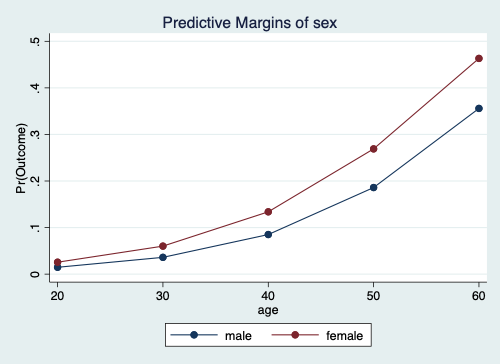 Predictive Margins of sex
Pr(Outcome)
.5
.4
.3
.2
.1
0
20 30 40 50 60
age
male female